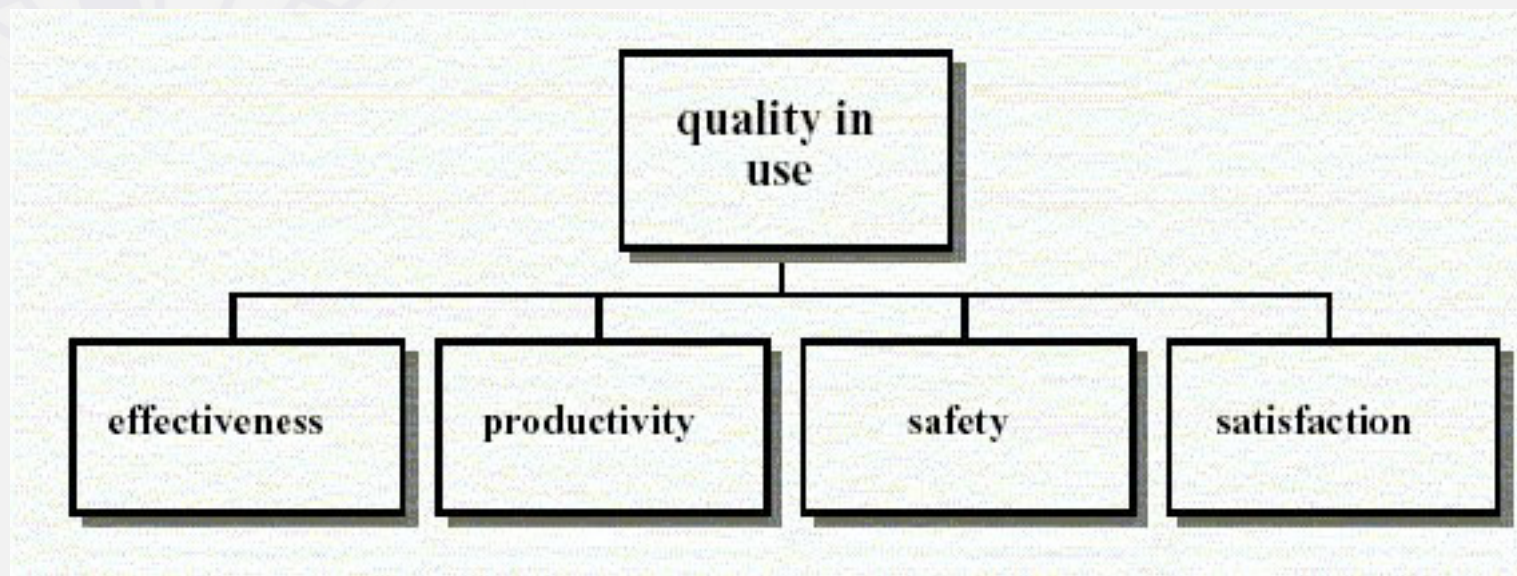 quality in
use
effectiveness
productivity
safety
satisfaction